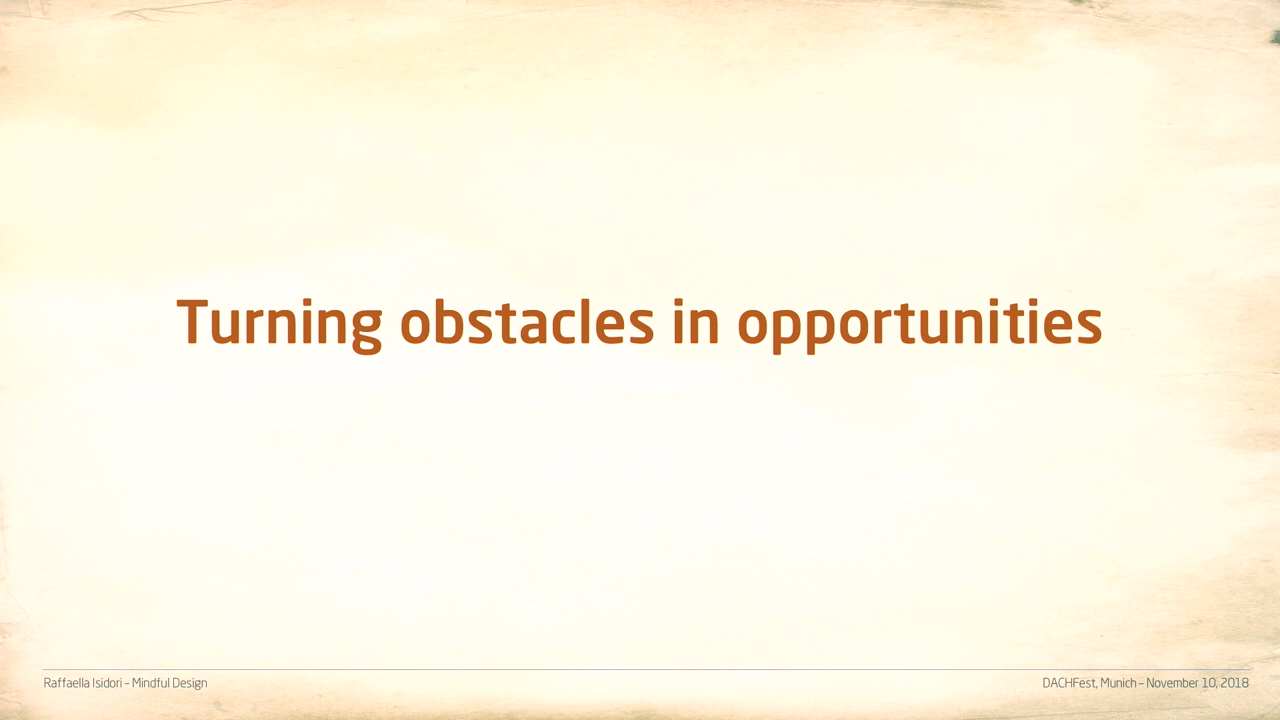 Turning obstacles in opportunities
Raffaella Isidori – Mindful Design
DACHFest, Munich – November 10, 2018